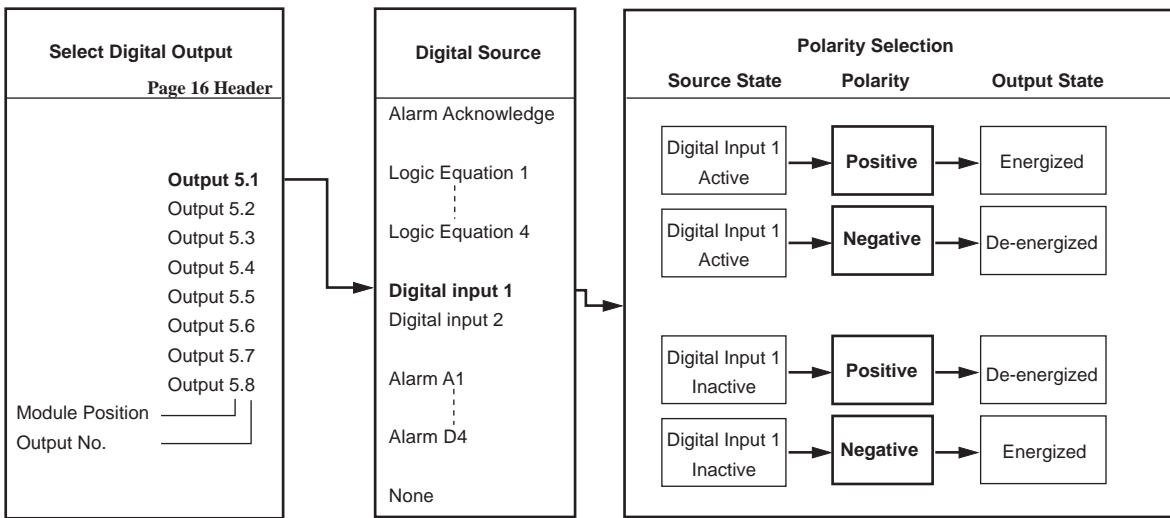 Select Digital Output
Page 16 Header
Output 5.1
Output 5.2
Output 5.3
Output 5.4
Output 5.5
Output 5.6
Output 5.7
Output 5.8
Module Position
Output No.
Digital Source
Alarm Acknowledge
Logic Equation 1
Logic Equation 4
Digital input 1
Digital input 2
Alarm A1
Alarm D4
None
Polarity Selection
Source State Polarity Output State
Digital Input 1
Active
Positive
Energized
Digital Input 1
Active
Negative
De-energized
Digital Input 1
Inactive
Positive
De-energized
Digital Input 1
Inactive
Negative
Energized